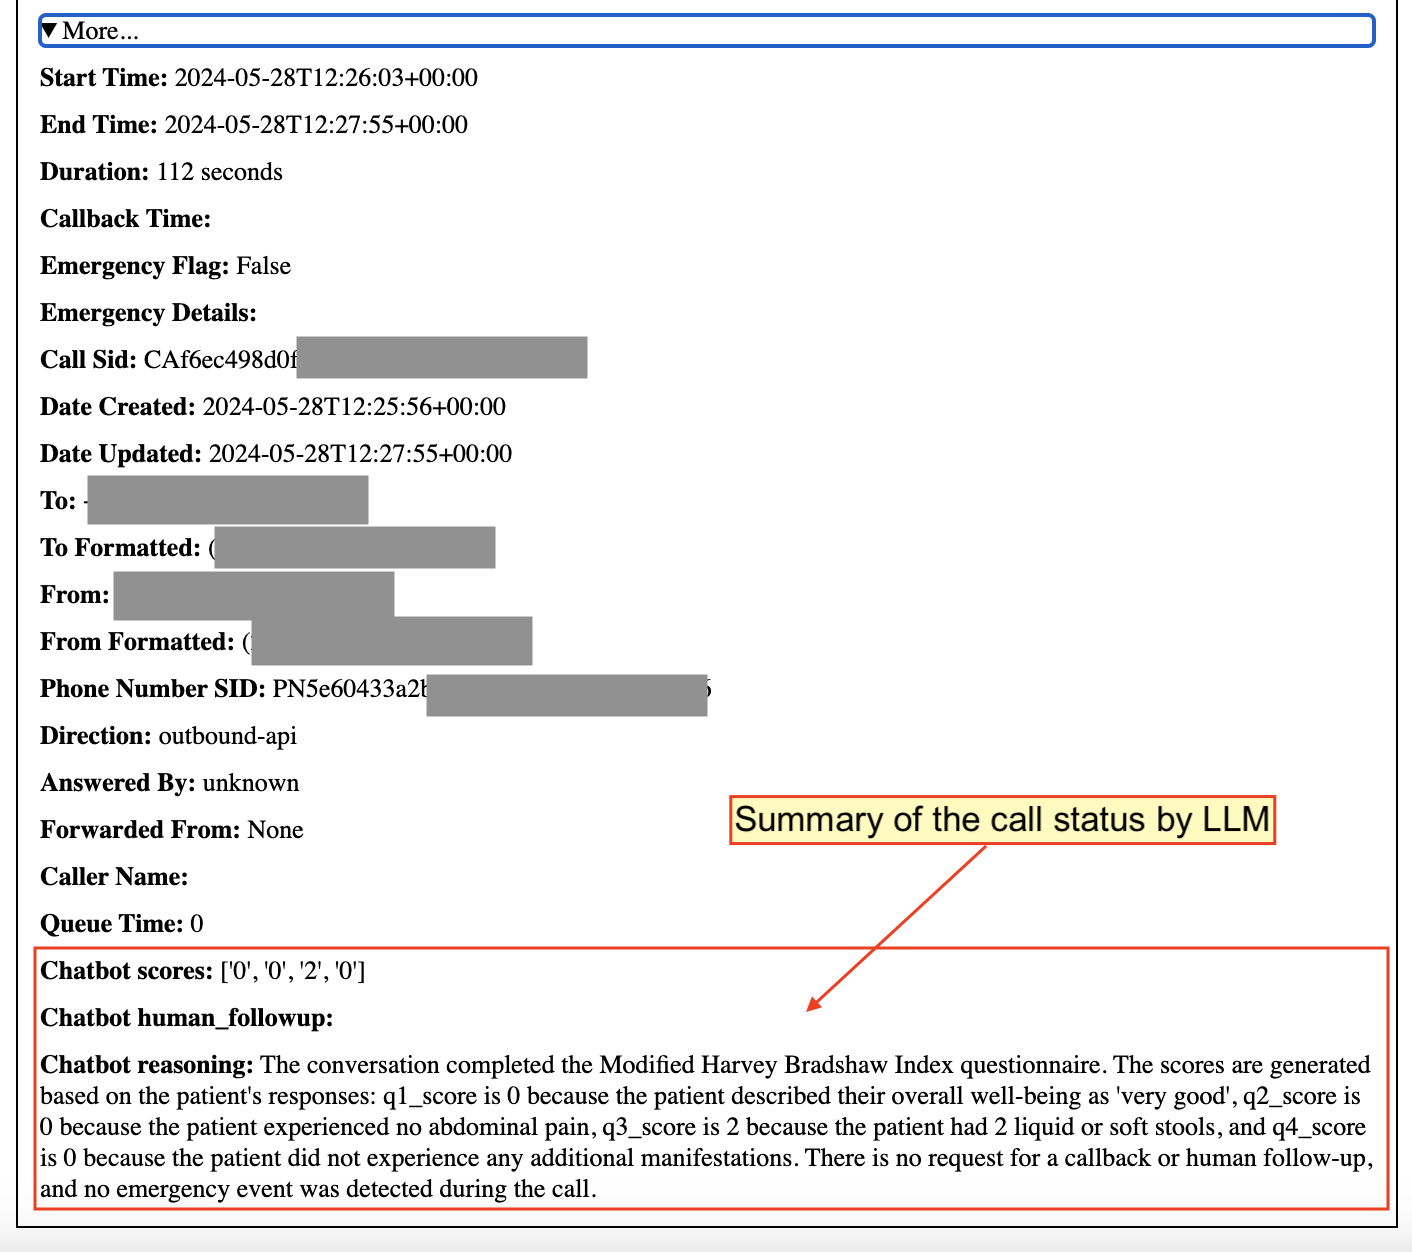 ▼ More...
Start Time: 2024-05-28T12:26:03+00:00
End Time: 2024-05-28T12:27:55+00:00
Duration: 112 seconds
Callback Time:
Emergency Flag: False
Emergency Details:
Call Sid: CAf6ec498d0f
Date Created: 2024-05-28T12:25:56+00:00
Date Updated: 2024-05-28T12:27:55+00:00
To:
To Formatted: (
From:
From Formatted: (
Phone Number SID: PN5e60433a2b
Direction: outbound-api
Answered By: unknown
Forwarded From: None
Summary of the call status by LLM
Caller Name:
Queue Time: 0
Chatbot scores: ['0', '0', '2', '0']
Chatbot human_followup:
Chatbot reasoning: The conversation completed the Modified Harvey Bradshaw Index questionnaire. The scores are generated
based on the patient's responses: q1_score is 0 because the patient described their overall well-being as 'very good', q2_score is
0 because the patient experienced no abdominal pain, q3_score is 2 because the patient had 2 liquid or soft stools, and q4_score
is 0 because the patient did not experience any additional manifestations. There is no request for a callback or human follow-up,
and no emergency event was detected during the call.